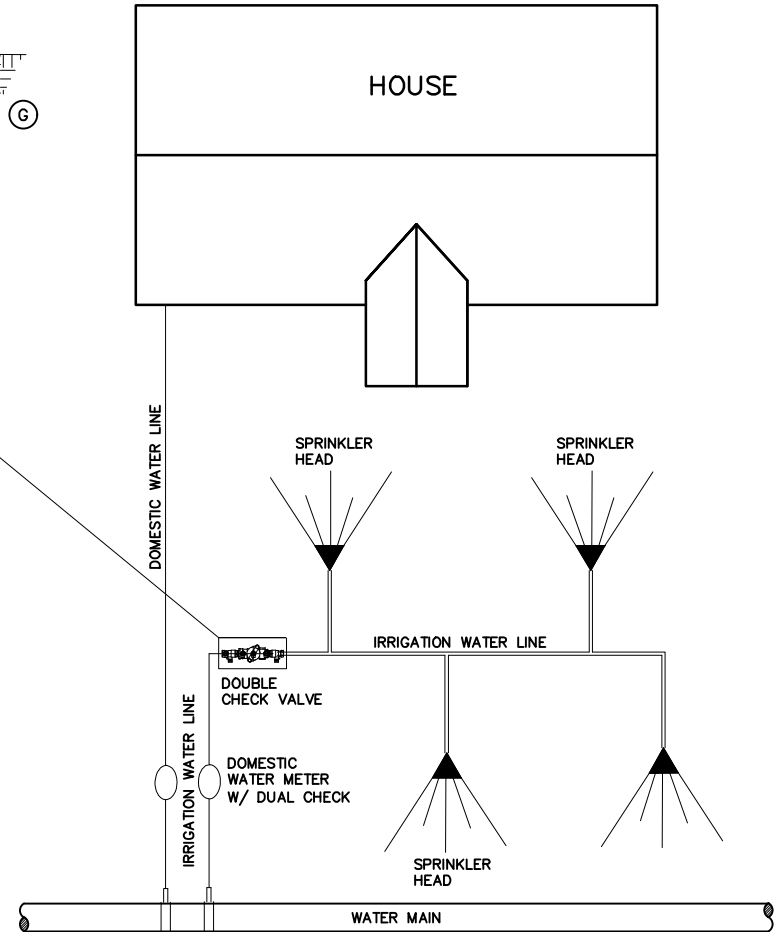 HOUSE
G
SPRINKLER
HEAD
SPRINKLER
HEAD
DOMESTIC WATER LINE
IRRIGATION WATER LINE
DOUBLE
CHECK VALVE
IRRIGATION WATER LINE
DOMESTIC
WATER METER
W/ DUAL CHECK
SPRINKLER
HEAD
WATER MAIN